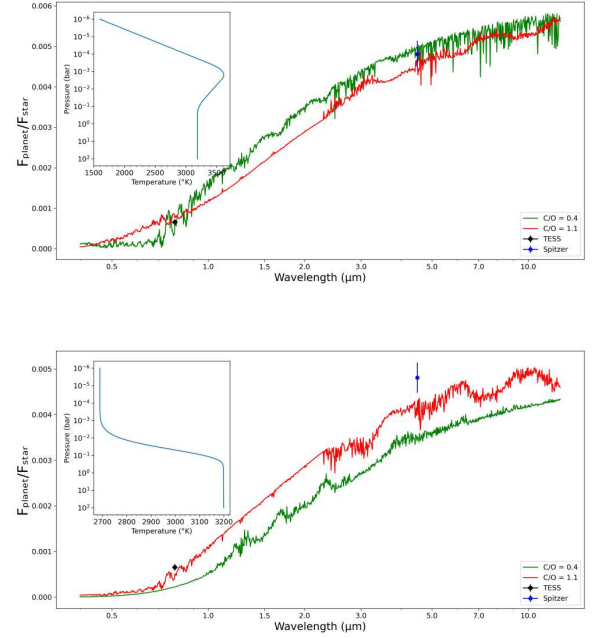 0.006
0.005
0.004
0.003
0.002
0.001
0.000
F_planet/F_star
10⁻⁶
10⁻⁵
10⁻⁴
10⁻³
10⁻²
10⁻¹
10⁰
10¹
10²
Pressure (bar)
1500 2000 2500 3000 3500
Temperature (°K)
C/O = 0.4
C/O = 1.1
TESS
Spitzer
0.5 1.0 1.5 2.0 3.0 5.0 7.0 10.0
Wavelength (μm)
0.005
0.004
0.003
0.002
0.001
0.000
F_planet/F_star
10⁻⁶
10⁻⁵
10⁻⁴
10⁻³
10⁻²
10⁻¹
10⁰
10¹
10²
Pressure (bar)
2700 2800 2900 3000 3100 3200
Temperature (°K)
C/O = 0.4
C/O = 1.1
TESS
Spitzer
0.5 1.0 1.5 2.0 3.0 5.0 7.0 10.0
Wavelength (μm)